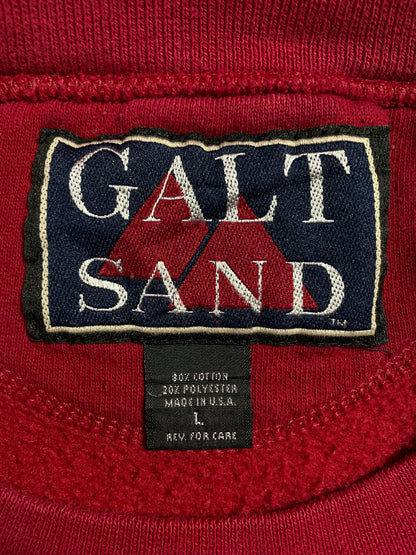 GALT
SAND
TM
80% COTTON
20% POLYESTER
MADE IN U.S.A.
L
REV. FOR CARE